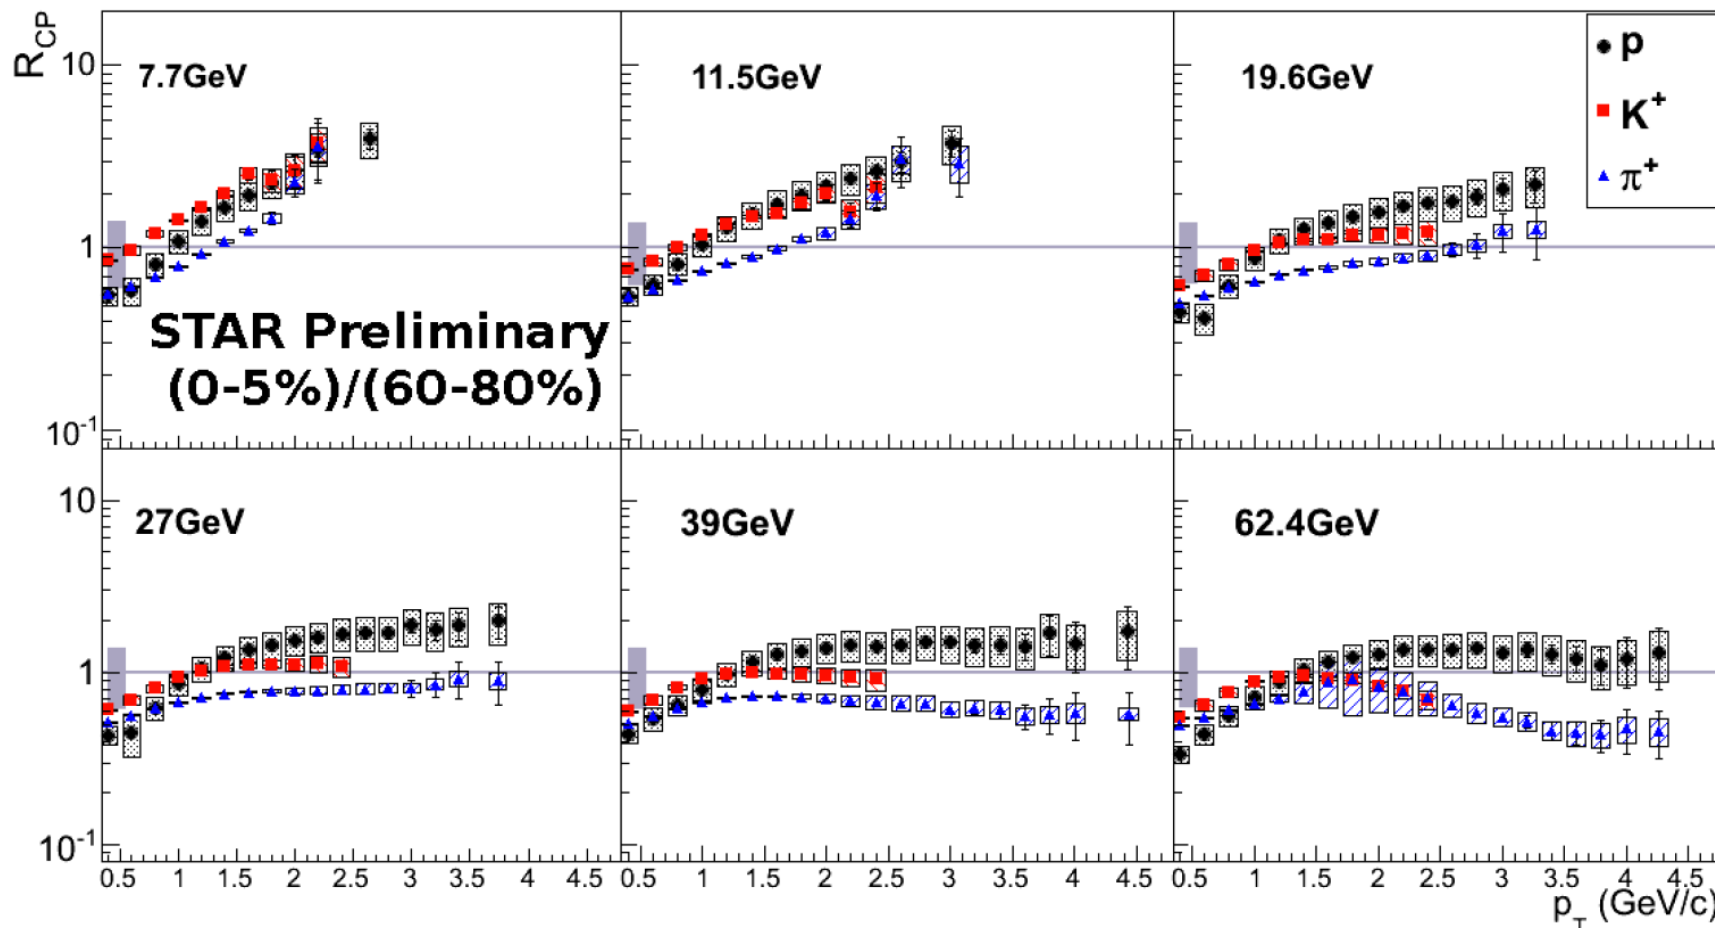 R_CP
10
1
10^-1
7.7GeV
STAR Preliminary
(0-5%)/(60-80%)
11.5GeV
19.6GeV
p
K^+
π^+
10
1
10^-1
27GeV
39GeV
62.4GeV
0.5 1 1.5 2 2.5 3 3.5 4 4.5
0.5 1 1.5 2 2.5 3 3.5 4 4.5
0.5 1 1.5 2 2.5 3 3.5 4 4.5
p_T (GeV/c)